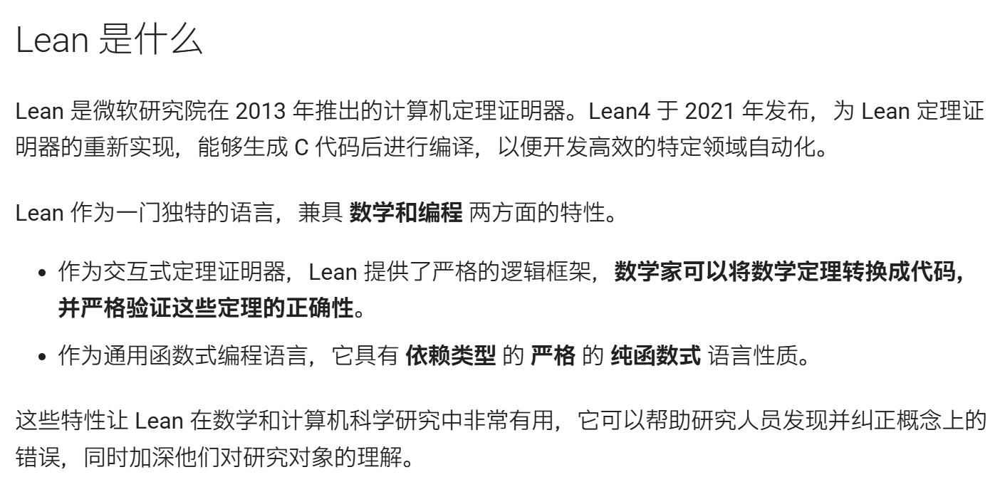 Lean 是什么
Lean 是微软研究院在 2013 年推出的计算机定理证明器。Lean4 于 2021 年发布，为 Lean 定理证
明器的重新实现，能够生成 C 代码后进行编译，以便开发高效的特定领域自动化。
Lean 作为一门独特的语言，兼具 数学和编程 两方面的特性。
• 作为交互式定理证明器，Lean 提供了严格的逻辑框架，数学家可以将数学定理转换成代码，
并严格验证这些定理的正确性。
• 作为通用函数式编程语言，它具有 依赖类型 的 严格 的 纯函数式 语言性质。
这些特性让 Lean 在数学和计算机科学研究中非常有用，它可以帮助研究人员发现并纠正概念上的
错误，同时加深他们对研究对象的理解。